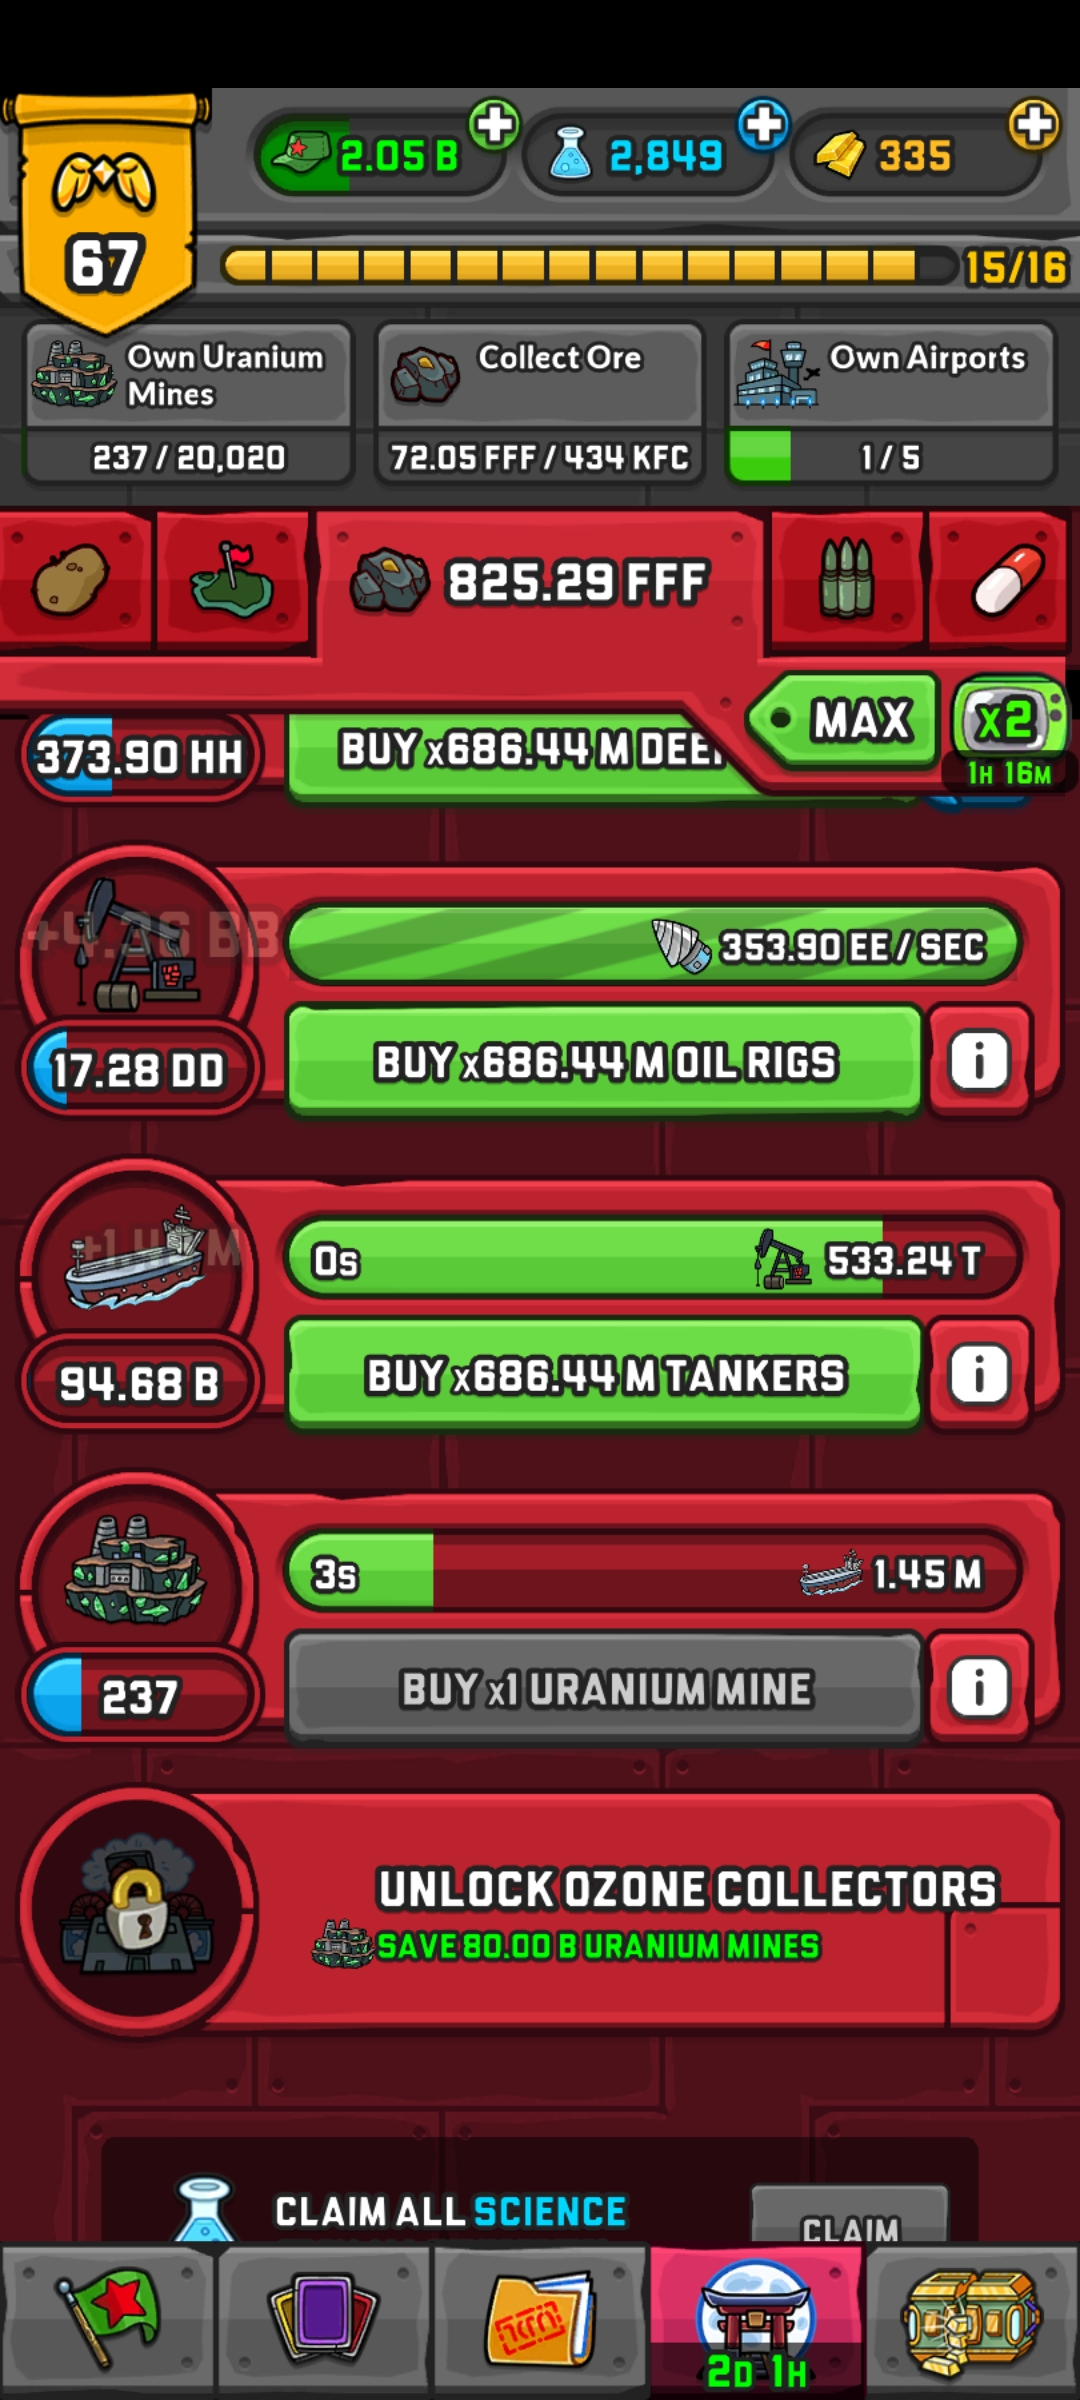 2.05 B
2,849
335
67
15/16
Own Uranium
Mines
237 / 20,020
Collect Ore
72.05 FFF / 434 KFC
Own Airports
1 / 5
825.29 FFF
MAX
x2
1H 16M
373.90 HH
BUY x686.44 M DEE
353.90 EE / SEC
17.28 DD
BUY x686.44 M OIL RIGS
i
0s
533.24 T
94.68 B
BUY x686.44 M TANKERS
i
3s
1.45 M
237
BUY x1 URANIUM MINE
i
UNLOCK OZONE COLLECTORS
SAVE 80.00 B URANIUM MINES
CLAIM ALL SCIENCE
CLAIM
2D 1H